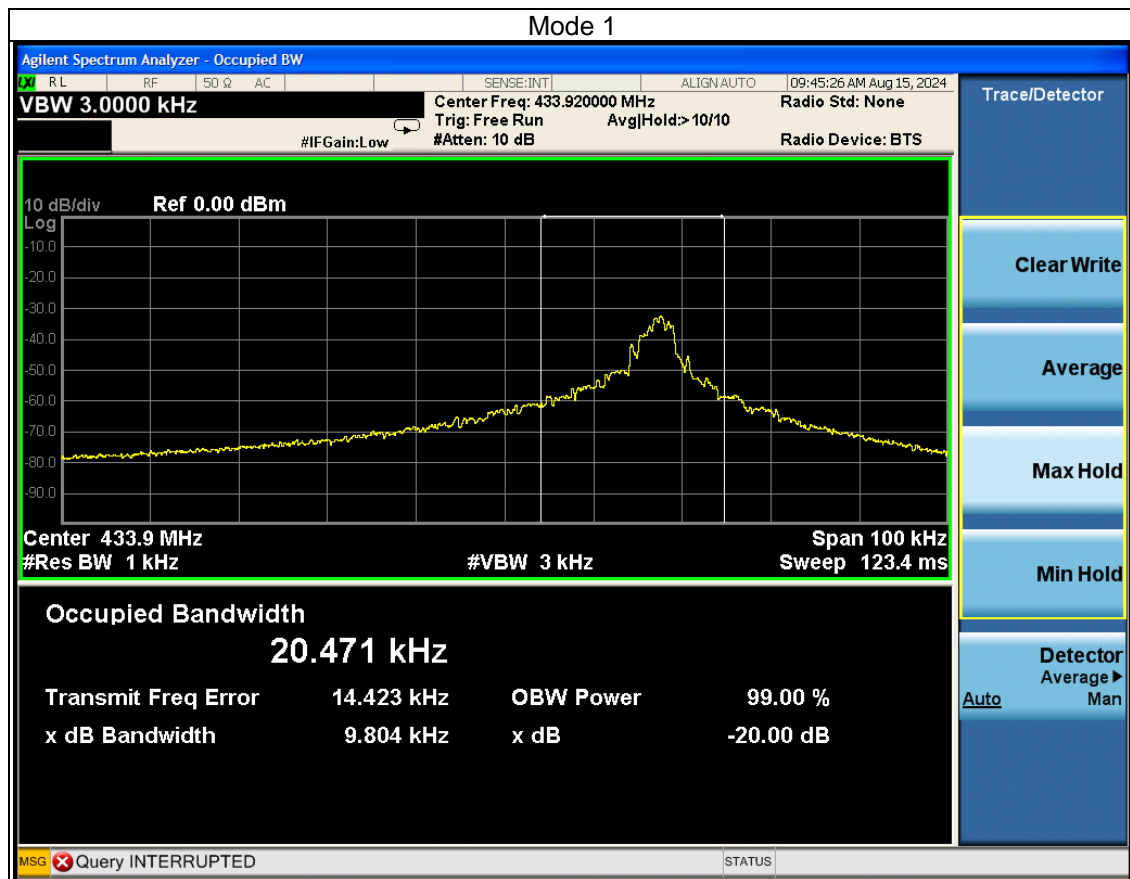 Mode 1
Agilent Spectrum Analyzer - Occupied BW
LXI RL RF 50 Ω AC SENSE:INT ALIGN AUTO 09:45:26 AM Aug 15, 2024
VBW 3.0000 kHz
Center Freq: 433.920000 MHz Radio Std: None
Trig: Free Run Avg|Hold:>10/10
#IFGain:Low #Atten: 10 dB Radio Device: BTS
Trace/Detector
10 dB/div Ref 0.00 dBm
Log
-10.0
-20.0
-30.0
-40.0
-50.0
-60.0
-70.0
-80.0
-90.0
Center 433.9 MHz Span 100 kHz
#Res BW 1 kHz #VBW 3 kHz Sweep 123.4 ms
Clear Write
Average
Max Hold
Min Hold
Detector
Average▶
Auto Man
Occupied Bandwidth
20.471 kHz
Transmit Freq Error 14.423 kHz OBW Power 99.00 %
x dB Bandwidth 9.804 kHz x dB -20.00 dB
MSG Query INTERRUPTED STATUS